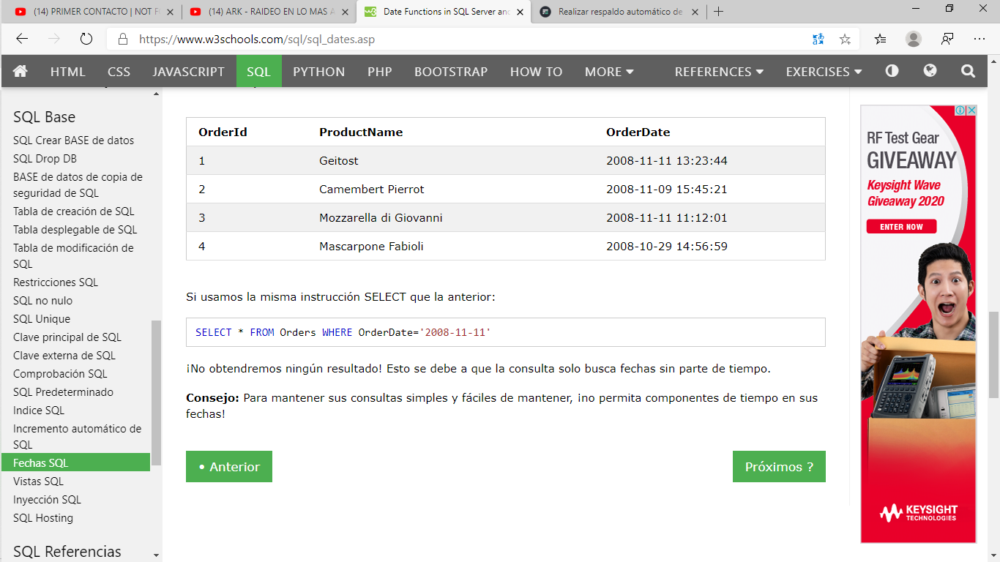 (14) PRIMER CONTACTO | NOT F
(14) ARK - RAIDEO EN LO MAS A
Date Functions in SQL Server and
Realizar respaldo automático de
https://www.w3schools.com/sql/sql_dates.asp
HTML CSS JAVASCRIPT SQL PYTHON PHP BOOTSTRAP HOW TO MORE REFERENCES EXERCISES
SQL Base
SQL Crear BASE de datos
SQL Drop DB
BASE de datos de copia de
seguridad de SQL
Tabla de creación de SQL
Tabla desplegable de SQL
Tabla de modificación de
SQL
Restricciones SQL
SQL no nulo
SQL Unique
Clave principal de SQL
Clave externa de SQL
Comprobación SQL
SQL Predeterminado
Indice SQL
Incremento automático de
SQL
Fechas SQL
Vistas SQL
Inyección SQL
SQL Hosting
SQL Referencias
OrderId ProductName OrderDate
1 Geitost 2008-11-11 13:23:44
2 Camembert Pierrot 2008-11-09 15:45:21
3 Mozzarella di Giovanni 2008-11-11 11:12:01
4 Mascarpone Fabioli 2008-10-29 14:56:59
Si usamos la misma instrucción SELECT que la anterior:
SELECT * FROM Orders WHERE OrderDate='2008-11-11'
¡No obtendremos ningún resultado! Esto se debe a que la consulta solo busca fechas sin parte de tiempo.
Consejo: Para mantener sus consultas simples y fáciles de mantener, ¡no permita componentes de tiempo en sus
fechas!
• Anterior
Próximos ?
RF Test Gear
GIVEAWAY
Keysight Wave
Giveaway 2020
ENTER NOW
KEYSIGHT
TECHNOLOGIES